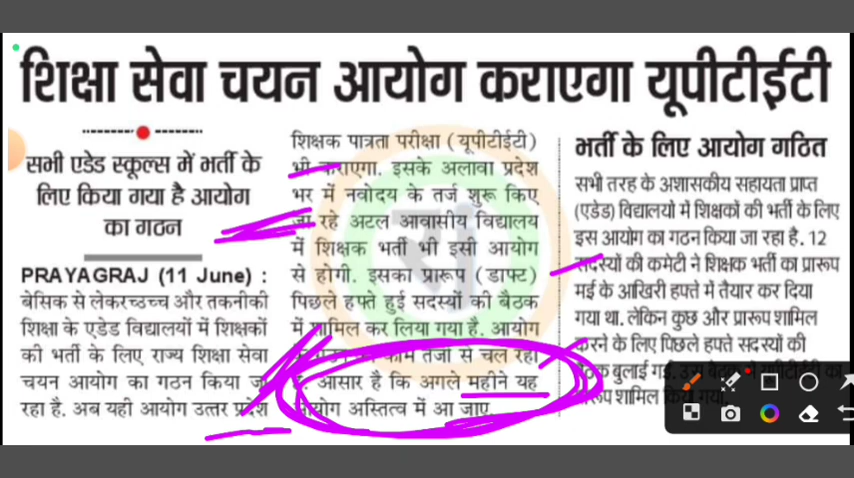 शिक्षा सेवा चयन आयोग कराएगा यूपीटीईटी
सभी एडेड स्कूल्स में भर्ती के
लिए किया गया है आयोग
का गठन
PRAYAGRAJ (11 June) :
बेसिक से लेकरच्उच्च और तकनीकी
शिक्षा के एडेड विद्यालयों में शिक्षकों
की भर्ती के लिए राज्य शिक्षा सेवा
चयन आयोग का गठन किया जा
रहा है. अब यही आयोग उत्तर प्रदेश
शिक्षक पात्रता परीक्षा (यूपीटीईटी)
भी कराएगा. इसके अलावा प्रदेश
भर में नवोदय के तर्ज शुरू किए
जा रहे अटल आवासीय विद्यालय
में शिक्षक भर्ती भी इसी आयोग
से होगी. इसका प्रारूप (डाफ्ट)
पिछले हफ्ते हुई सदस्यों की बैठक
में शामिल कर लिया गया है. आयोग
काम तेजी से चल रहा
है. आसार है कि अगले महीने यह
आयोग अस्तित्व में आ जाए.
भर्ती के लिए आयोग गठित
सभी तरह के अशासकीय सहायता प्राप्त
(एडेड) विद्यालयों में शिक्षकों की भर्ती के लिए
इस आयोग का गठन किया जा रहा है. 12
सदस्यों की कमेटी ने शिक्षक भर्ती का प्रारूप
मई के आखिरी हफ्ते में तैयार कर दिया
गया था. लेकिन कुछ और प्रारूप शामिल
करने के लिए पिछले हफ्ते सदस्यों की
बैठक बुलाई गई.
प्रारूप शामिल किया गया.